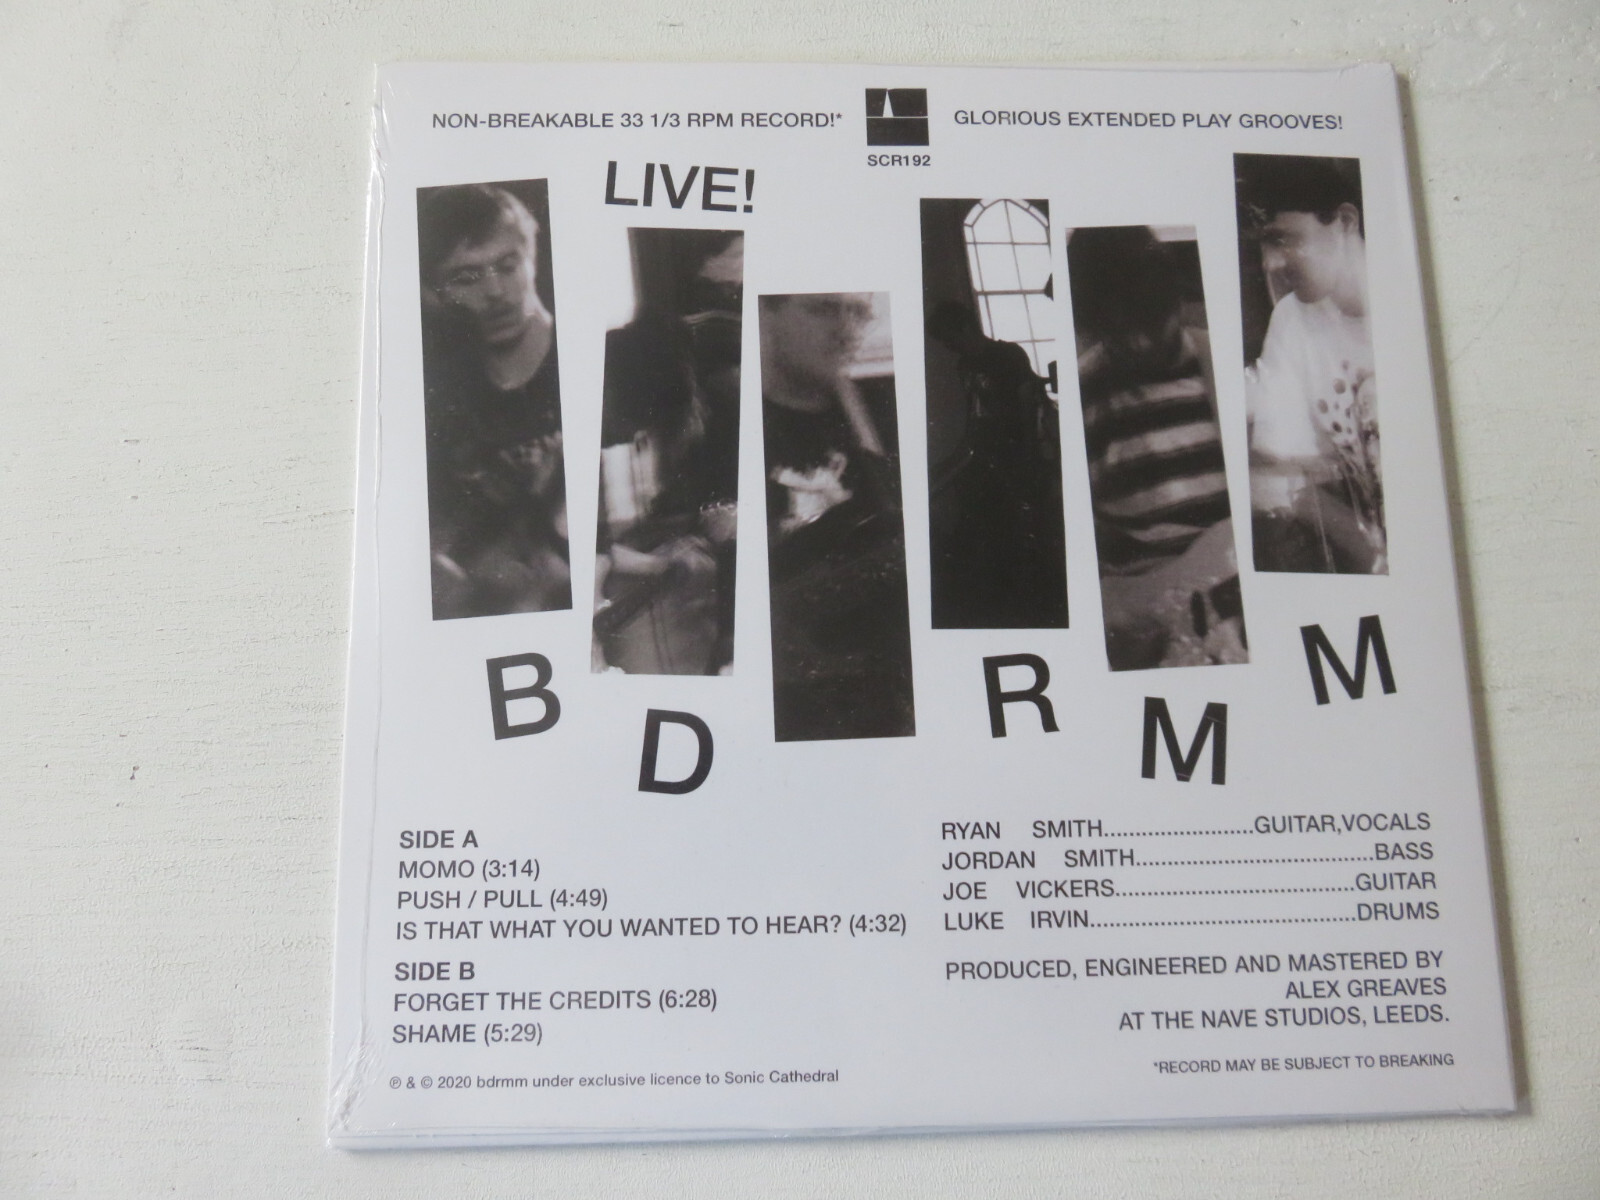 NON-BREAKABLE 33 1/3 RPM RECORD!*
GLORIOUS EXTENDED PLAY GROOVES!
SCR192
LIVE!
B D R M M
SIDE A
MOMO (3:14)
PUSH / PULL (4:49)
IS THAT WHAT YOU WANTED TO HEAR? (4:32)
SIDE B
FORGET THE CREDITS (6:28)
SHAME (5:29)
℗ & © 2020 bdrmm under exclusive licence to Sonic Cathedral
RYAN SMITH........................GUITAR,VOCALS
JORDAN SMITH......................................BASS
JOE VICKERS......................................GUITAR
LUKE IRVIN..........................................DRUMS
PRODUCED, ENGINEERED AND MASTERED BY
ALEX GREAVES
AT THE NAVE STUDIOS, LEEDS.
*RECORD MAY BE SUBJECT TO BREAKING